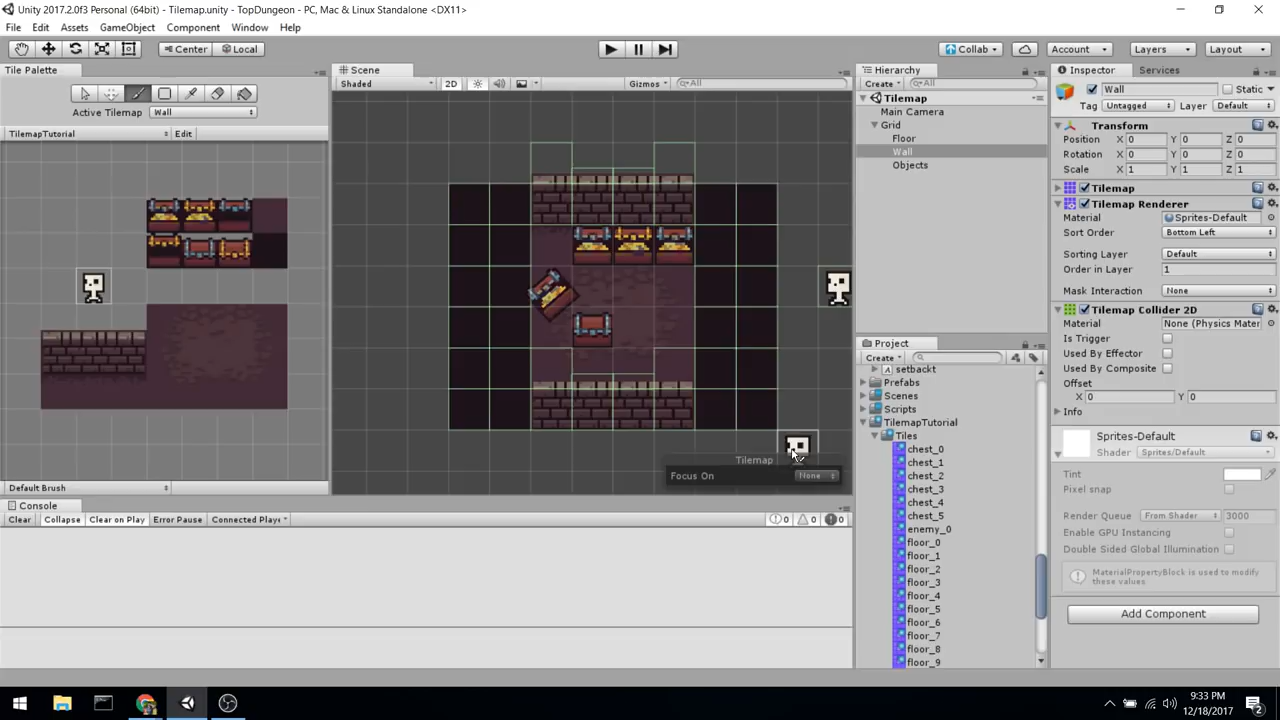 Unity 2017.2.0f3 Personal (64bit) - Tilemap.unity - TopDungeon - PC, Mac & Linux Standalone <DX11>
File Edit Assets GameObject Component Window Help
Center Local
Collab
Account
Layers
Layout
Tile Palette
Active Tilemap Wall
TilemapTutorial Edit
Default Brush
Scene
Shaded 2D Gizmos All
Tilemap
Focus On None
Console
Clear Collapse Clear on Play Error Pause Connected Playe 0 0 0
Hierarchy
Create All
Tilemap
Main Camera
Grid
Floor
Wall
Objects
Project
Create
setbackt
Prefabs
Scenes
Scripts
TilemapTutorial
Tiles
chest_0
chest_1
chest_2
chest_3
chest_4
chest_5
enemy_0
floor_0
floor_1
floor_2
floor_3
floor_4
floor_5
floor_6
floor_7
floor_8
floor_9
Inspector Services
Wall Static
Tag Untagged Layer Default
Transform
Position X 0 Y 0 Z 0
Rotation X 0 Y 0 Z 0
Scale X 1 Y 1 Z 1
Tilemap
Tilemap Renderer
Material Sprites-Default
Sort Order Bottom Left
Sorting Layer Default
Order in Layer 1
Mask Interaction None
Tilemap Collider 2D
Material None (Physics Mater
Is Trigger
Used By Effector
Used By Composite
Offset
X 0 Y 0
Info
Sprites-Default
Shader Sprites/Default
Tint
Pixel snap
Render Queue From Shader 3000
Enable GPU Instancing
Double Sided Global Illumination
MaterialPropertyBlock is used to modify
these values
Add Component
9:33 PM
12/18/2017
2